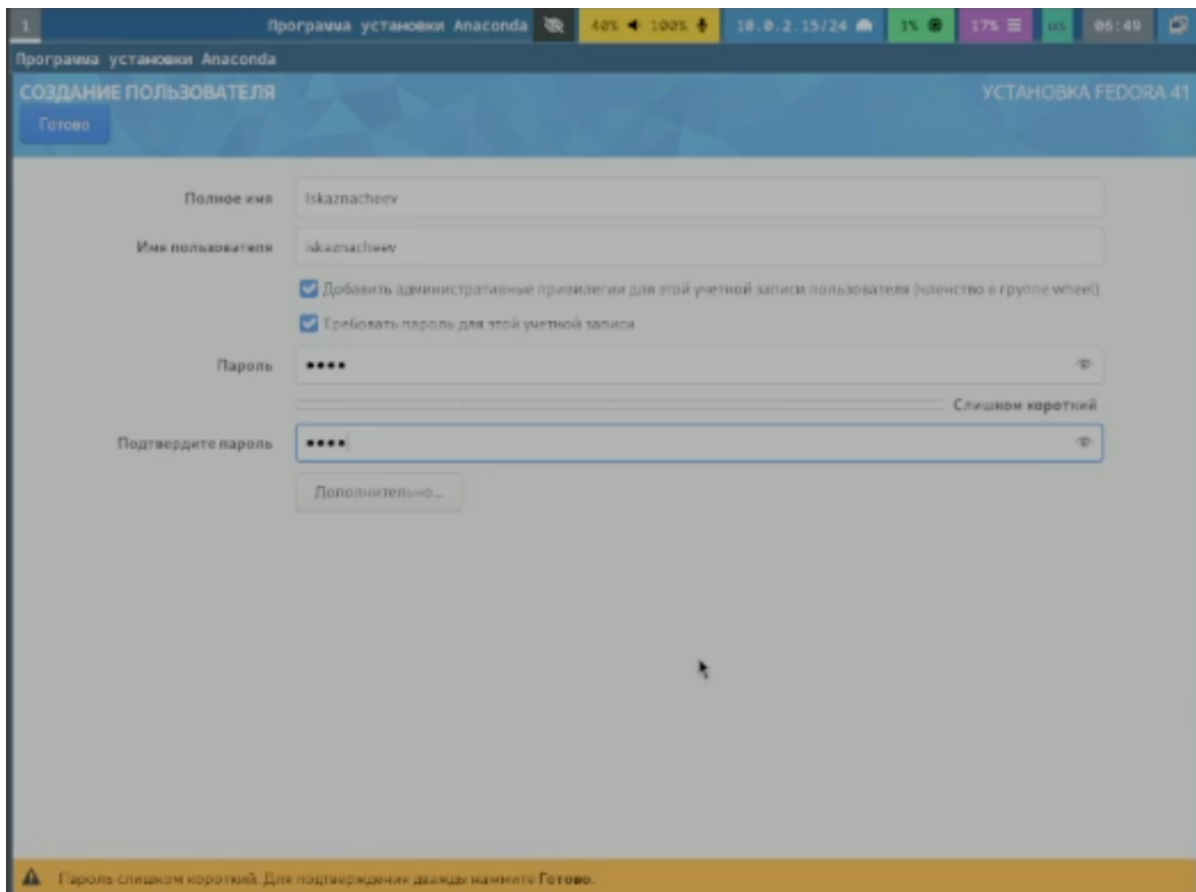 1 Программа установки Anaconda 40% 100% 10.0.2.15/24 1% 17% us 06:49
Программа установки Anaconda
СОЗДАНИЕ ПОЛЬЗОВАТЕЛЯ УСТАНОВКА FEDORA 41
Готово
Полное имя Iskaznacheev
Имя пользователя iskaznacheev
Добавить административные привилегии для этой учетной записи пользователя (членство в группе wheel)
Требовать пароль для этой учетной записи
Пароль ••••
Слишком короткий
Подтвердите пароль ••••
Дополнительно...
Пароль слишком короткий. Для подтверждения дважды нажмите Готово.